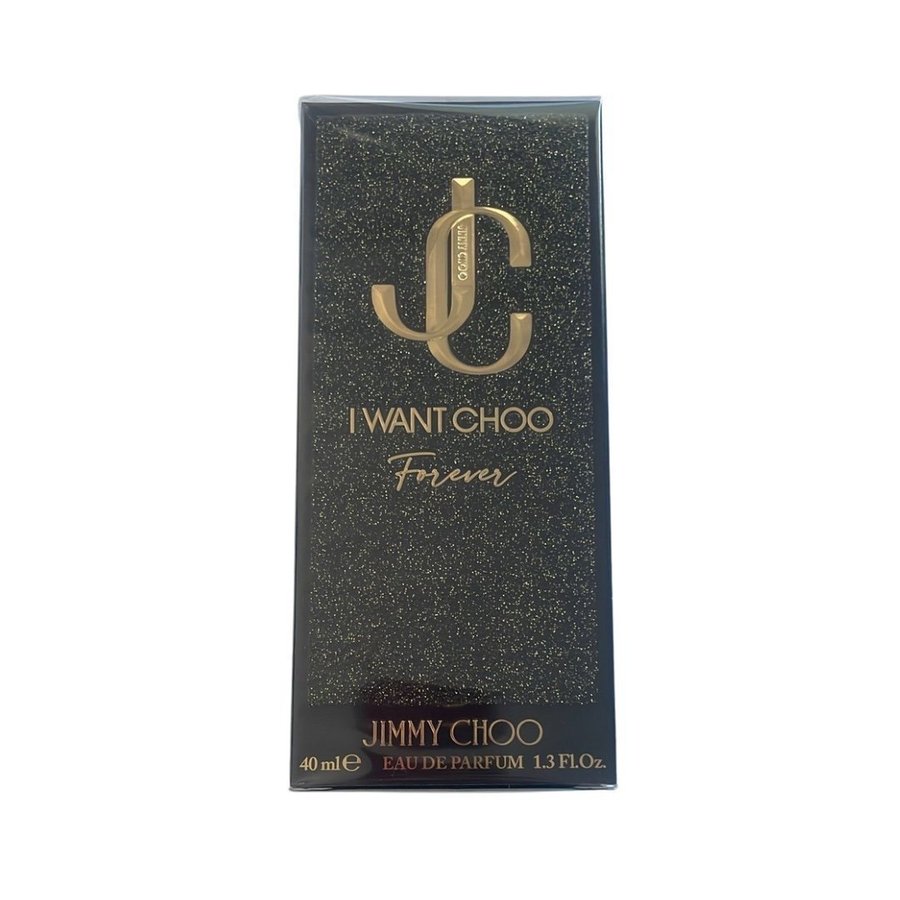 JC
JIMMY CHOO
I WANT CHOO
Forever
JIMMY CHOO
40 ml ℮ EAU DE PARFUM 1.3 Fl.Oz.